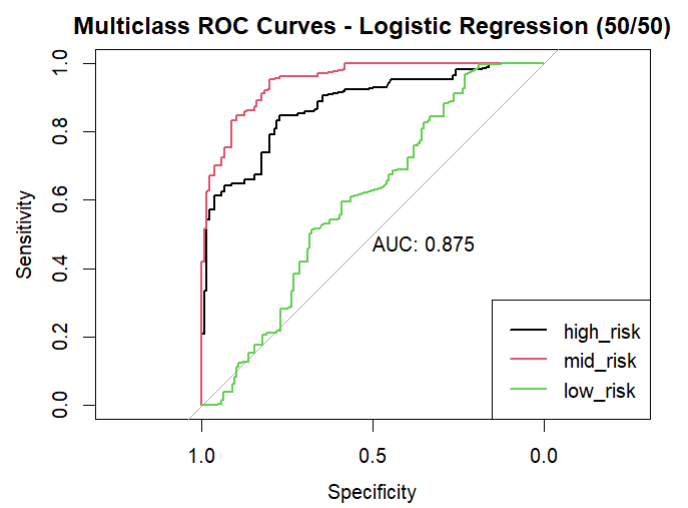 Multiclass ROC Curves - Logistic Regression (50/50)
Sensitivity
1.0
0.8
0.6
0.4
0.2
0.0
AUC: 0.875
high_risk
mid_risk
low_risk
1.0 0.5 0.0
Specificity